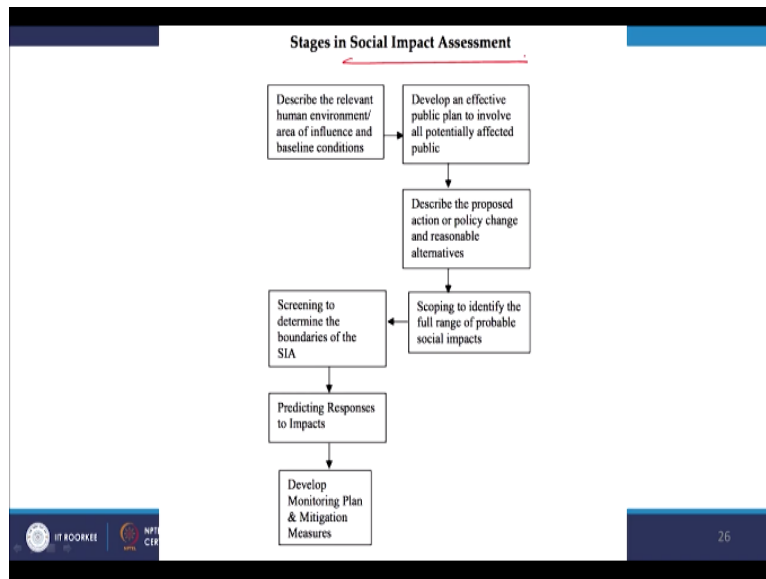 Stages in Social Impact Assessment
Describe the relevant
human environment/
area of influence and
baseline conditions
Develop an effective
public plan to involve
all potentially affected
public
Describe the proposed
action or policy change
and reasonable
alternatives
Scoping to identify the
full range of probable
social impacts
Screening to
determine the
boundaries of the
SIA
Predicting Responses
to Impacts
Develop
Monitoring Plan
& Mitigation
Measures
IIT ROORKEE
NPTE
CER
26